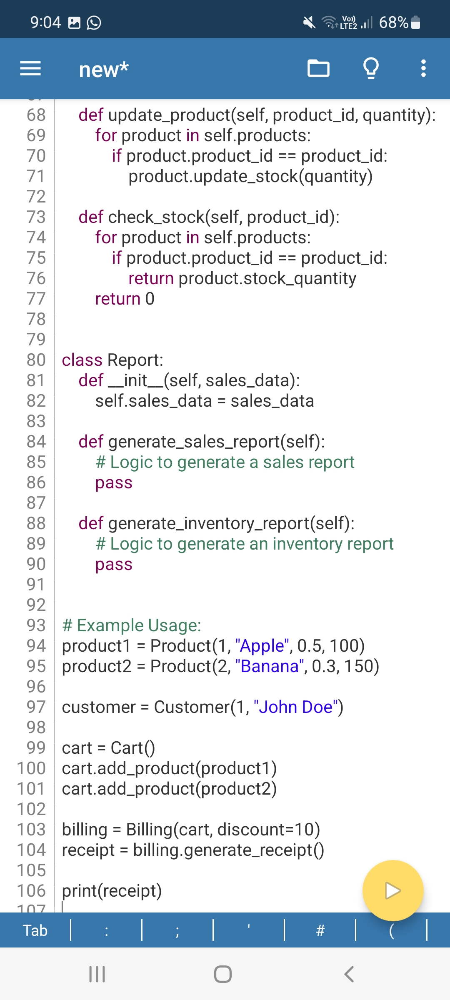 9:04
Vo))
LTE2
68%
new*
68 def update_product(self, product_id, quantity):
69 for product in self.products:
70 if product.product_id == product_id:
71 product.update_stock(quantity)
72
73 def check_stock(self, product_id):
74 for product in self.products:
75 if product.product_id == product_id:
76 return product.stock_quantity
77 return 0
78
79
80 class Report:
81 def __init__(self, sales_data):
82 self.sales_data = sales_data
83
84 def generate_sales_report(self):
85 # Logic to generate a sales report
86 pass
87
88 def generate_inventory_report(self):
89 # Logic to generate an inventory report
90 pass
91
92
93 # Example Usage:
94 product1 = Product(1, "Apple", 0.5, 100)
95 product2 = Product(2, "Banana", 0.3, 150)
96
97 customer = Customer(1, "John Doe")
98
99 cart = Cart()
100 cart.add_product(product1)
101 cart.add_product(product2)
102
103 billing = Billing(cart, discount=10)
104 receipt = billing.generate_receipt()
105
106 print(receipt)
107
Tab : ; ' # (